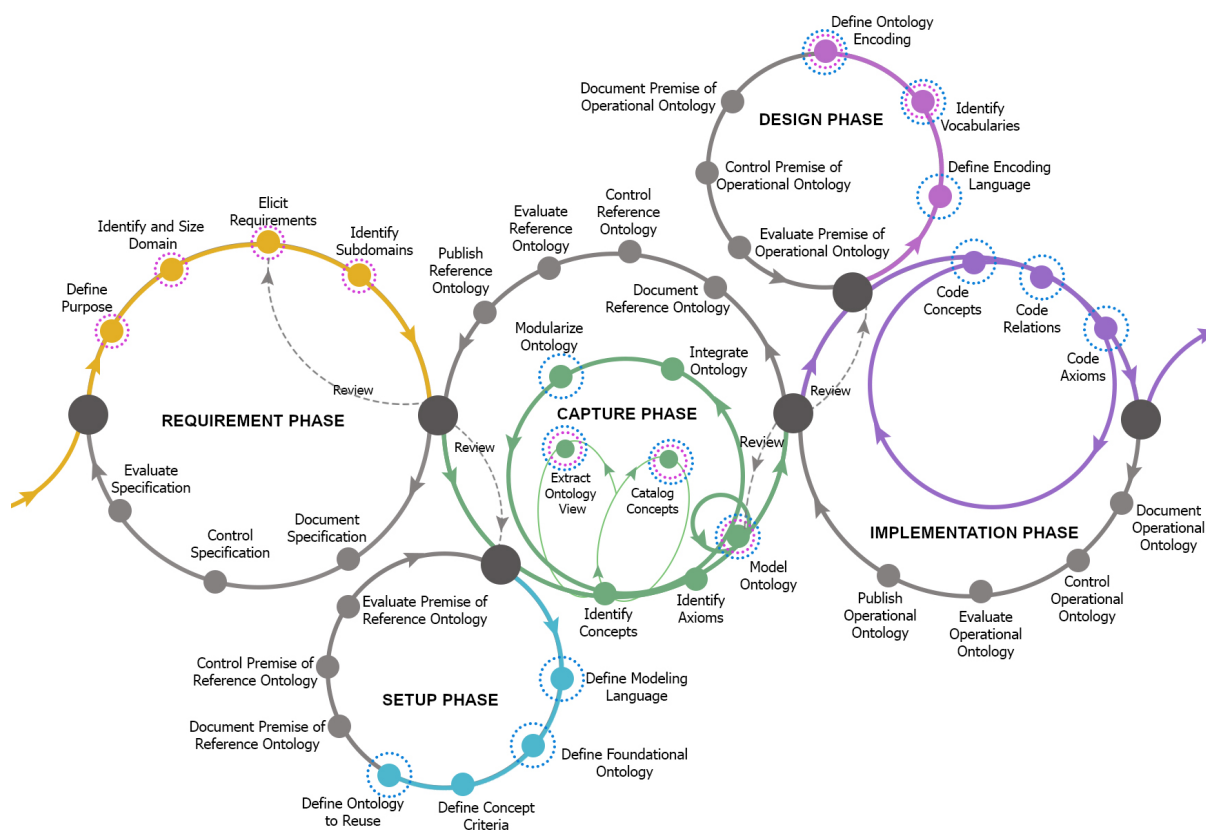 Define Ontology
Encoding
Document Premise of
Operational Ontology
DESIGN PHASE
Identify
Vocabularies
Control Premise of
Operational Ontology
Define Encoding
Language
Evaluate Premise of
Operational Ontology
Elicit
Requirements
Identify and Size
Domain
Identify
Subdomains
Define
Purpose
Review
REQUIREMENT PHASE
Evaluate
Specification
Control
Specification
Document
Specification
Control
Reference
Ontology
Evaluate
Reference
Ontology
Publish
Reference
Ontology
Document
Reference Ontology
Modularize
Ontology
Integrate
Ontology
CAPTURE PHASE
Review
Review
Extract
Ontology
View
Catalog
Concepts
Model
Ontology
Identify
Axioms
Identify
Concepts
Code
Concepts
Code
Relations
Code
Axioms
Review
IMPLEMENTATION PHASE
Document
Operational
Ontology
Control
Operational
Ontology
Evaluate
Operational
Ontology
Publish
Operational
Ontology
Evaluate Premise of
Reference Ontology
Control Premise of
Reference Ontology
SETUP PHASE
Define Modeling
Language
Document Premise of
Reference Ontology
Define Foundational
Ontology
Define Ontology
to Reuse
Define Concept
Criteria